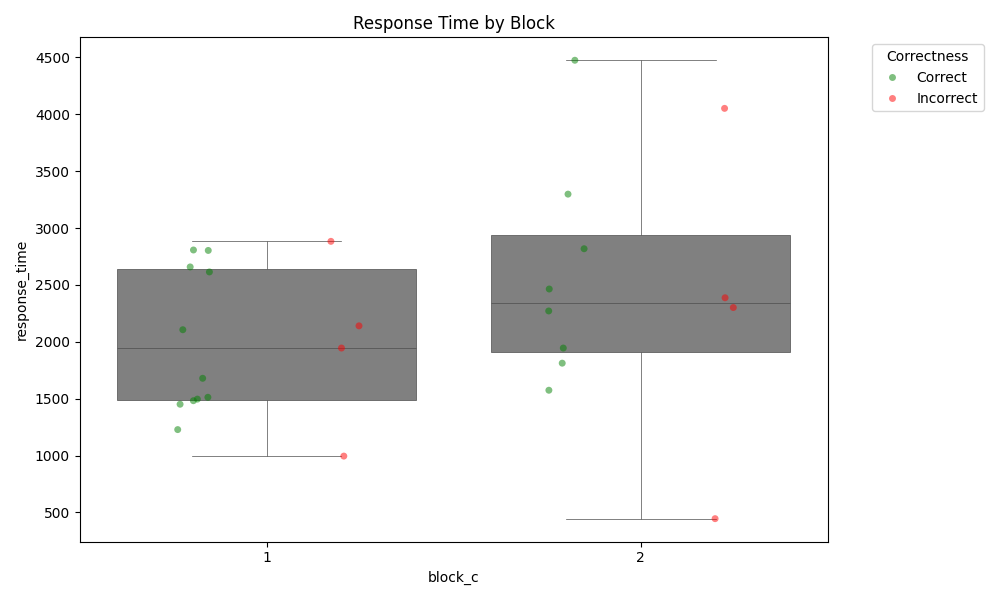 Response Time by Block
Correctness
Correct
Incorrect
4500
4000
3500
3000
2500
2000
1500
1000
500
response_time
1
2
block_c